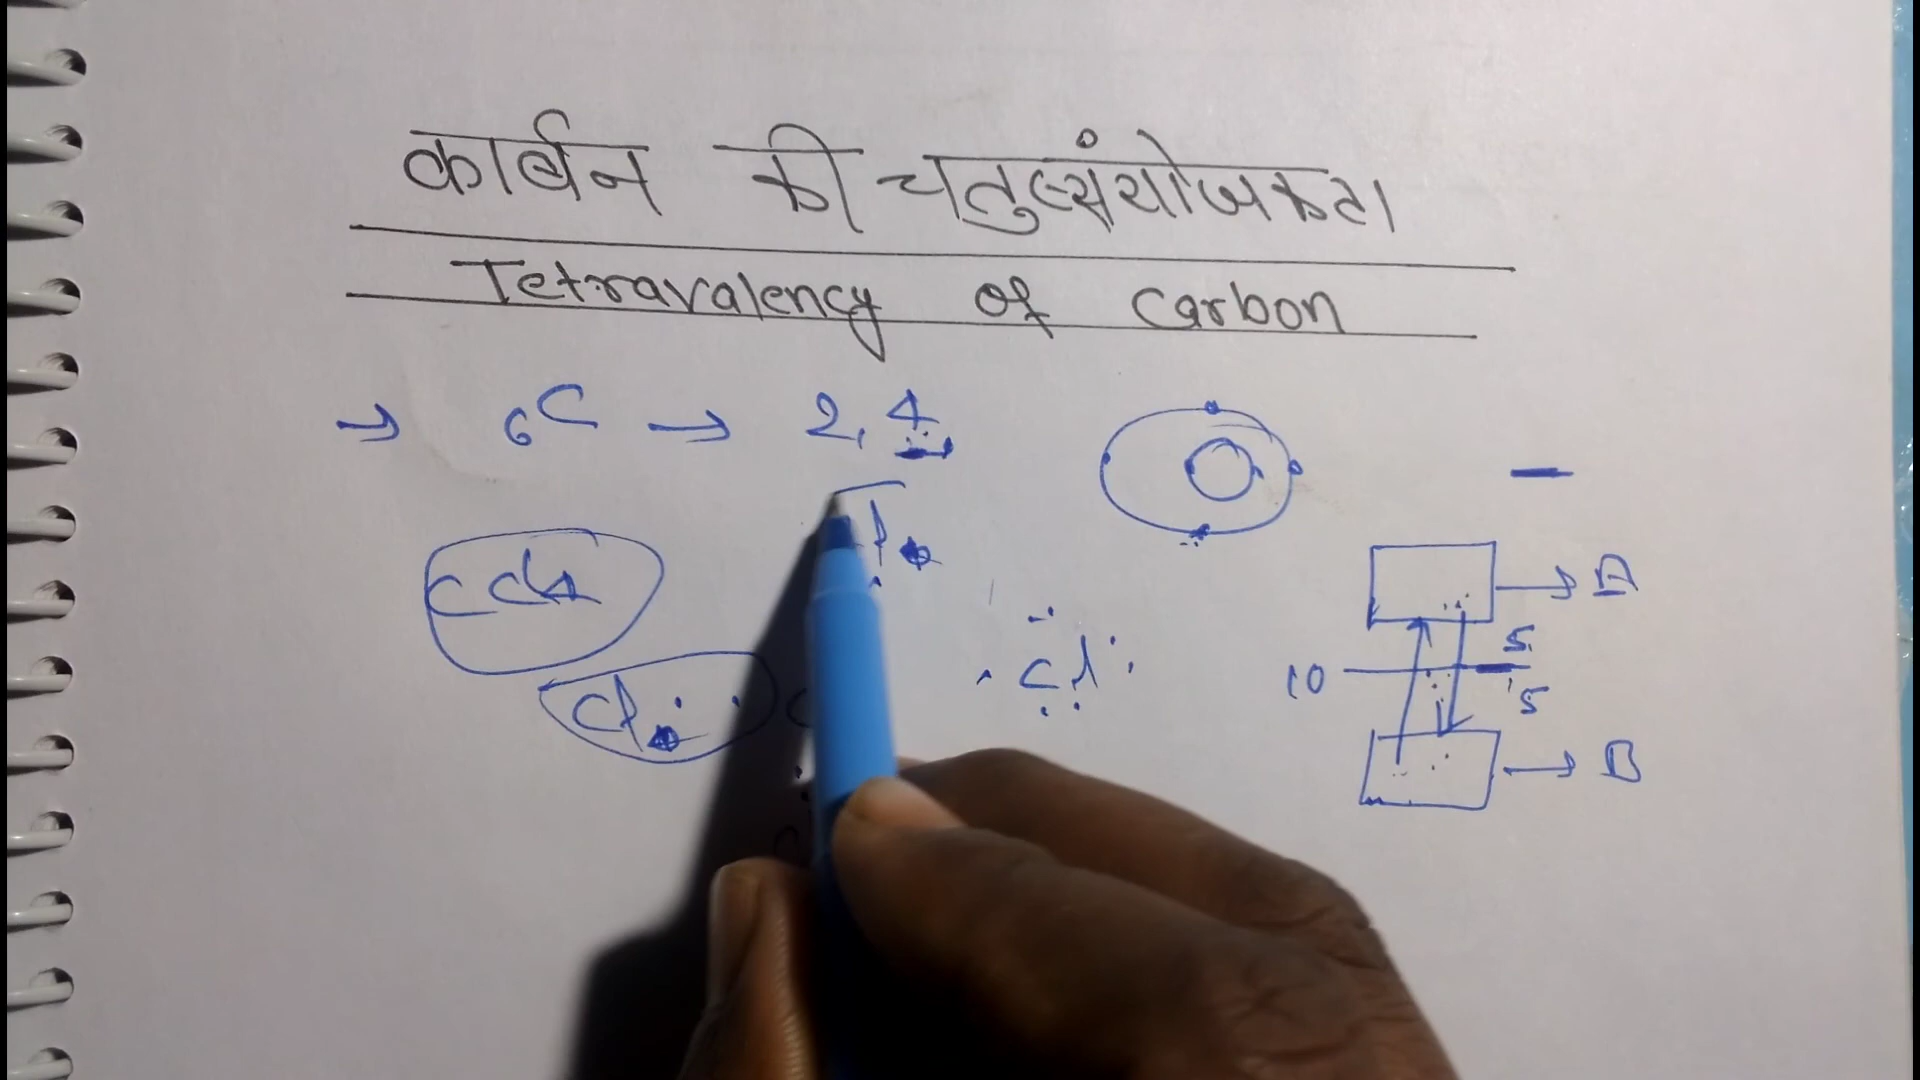 कार्बन की चतुःसंयोजकता
Tetravalency of Carbon
→ 6C → 2, 4
CCl4
→ A
Cl
Cl
10
5
5
→ B